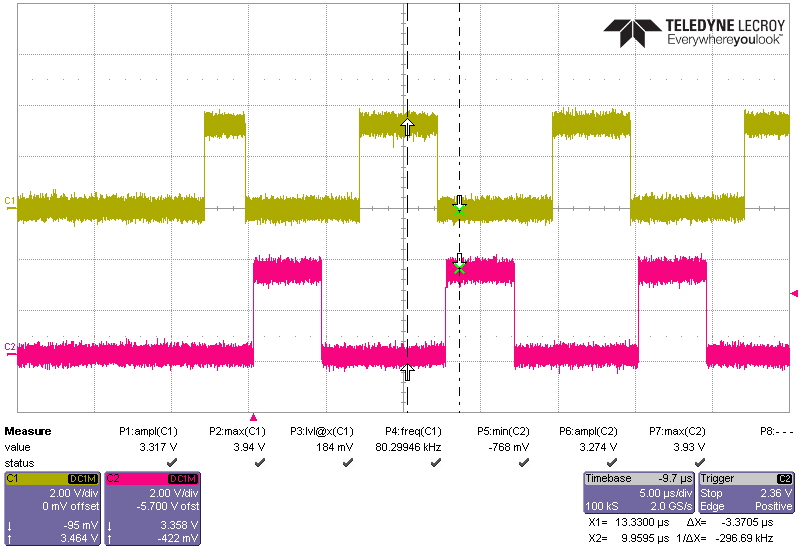 TELEDYNE LECROY
Everywhereyoulook™
C1
C2
Measure P1:ampl(C1) P2:max(C1) P3:lvl@x(C1) P4:freq(C1) P5:min(C2) P6:ampl(C2) P7:max(C2) P8:- - -
value 3.317 V 3.94 V 184 mV 80.29946 kHz -768 mV 3.274 V 3.93 V
status
C1 DC1M
2.00 V/div
0 mV offset
-95 mV
3.464 V
C2 DC1M
2.00 V/div
-5.700 V ofst
3.358 V
-422 mV
Timebase -9.7 µs
5.00 µs/div
100 kS 2.0 GS/s
Trigger C2
Stop 2.36 V
Edge Positive
X1= 13.3300 µs ΔX= -3.3705 µs
X2= 9.9595 µs 1/ΔX= -296.69 kHz